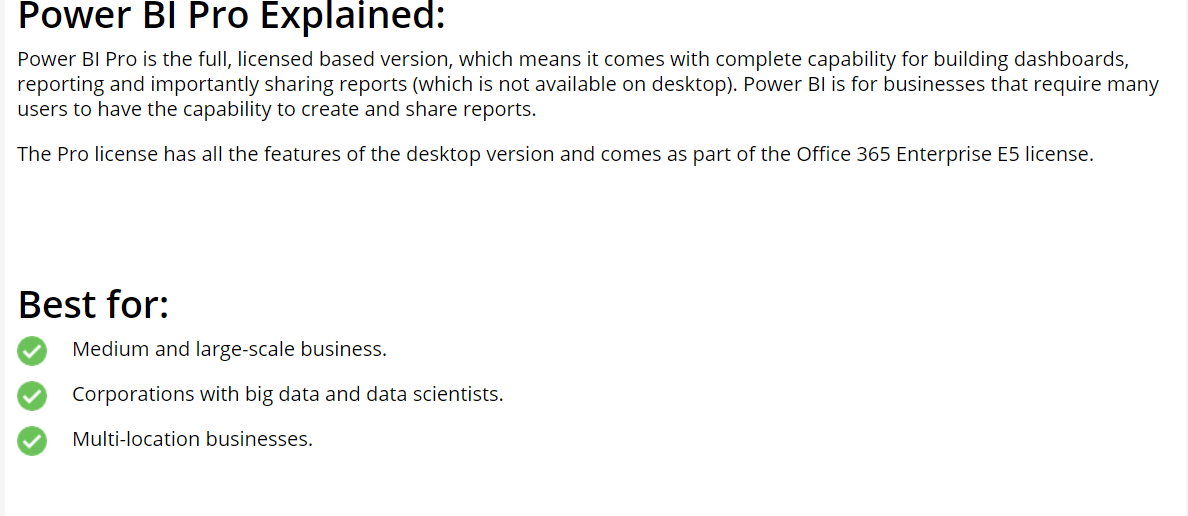 Power BI Pro Explained:
Power BI Pro is the full, licensed based version, which means it comes with complete capability for building dashboards,
reporting and importantly sharing reports (which is not available on desktop). Power BI is for businesses that require many
users to have the capability to create and share reports.
The Pro license has all the features of the desktop version and comes as part of the Office 365 Enterprise E5 license.
Best for:
Medium and large-scale business.
Corporations with big data and data scientists.
Multi-location businesses.